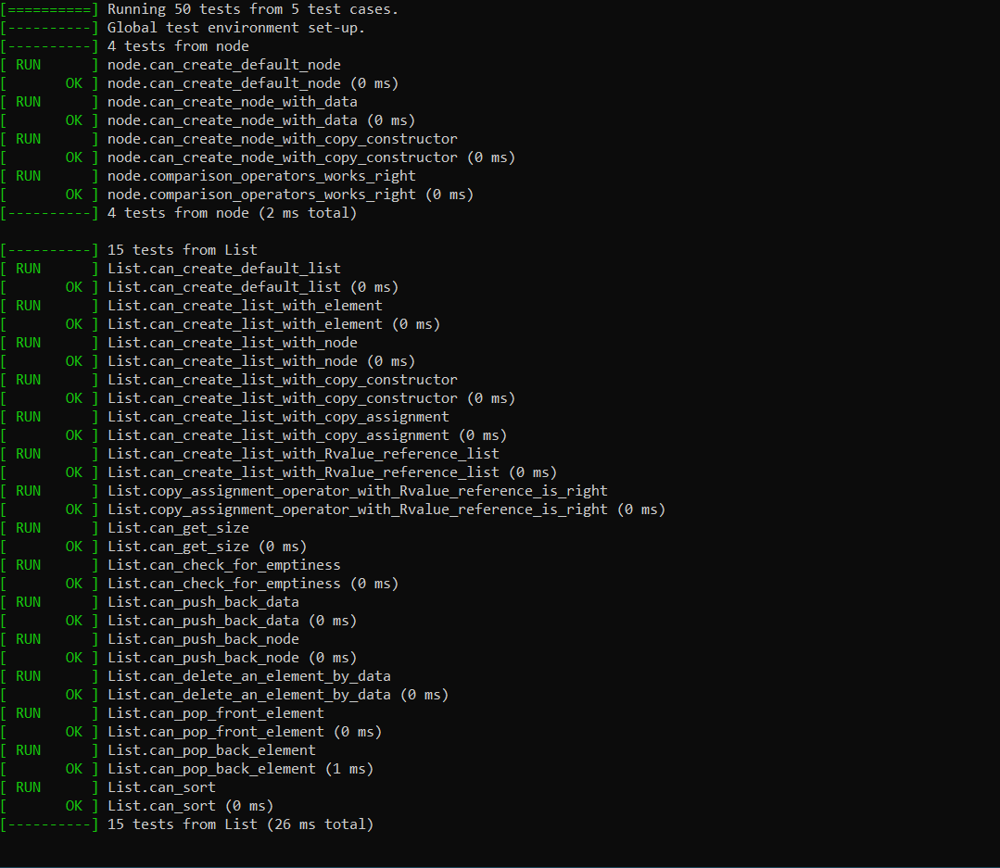 [==========] Running 50 tests from 5 test cases.
[----------] Global test environment set-up.
[----------] 4 tests from node
[ RUN      ] node.can_create_default_node
[       OK ] node.can_create_default_node (0 ms)
[ RUN      ] node.can_create_node_with_data
[       OK ] node.can_create_node_with_data (0 ms)
[ RUN      ] node.can_create_node_with_copy_constructor
[       OK ] node.can_create_node_with_copy_constructor (0 ms)
[ RUN      ] node.comparison_operators_works_right
[       OK ] node.comparison_operators_works_right (0 ms)
[----------] 4 tests from node (2 ms total)

[----------] 15 tests from List
[ RUN      ] List.can_create_default_list
[       OK ] List.can_create_default_list (0 ms)
[ RUN      ] List.can_create_list_with_element
[       OK ] List.can_create_list_with_element (0 ms)
[ RUN      ] List.can_create_list_with_node
[       OK ] List.can_create_list_with_node (0 ms)
[ RUN      ] List.can_create_list_with_copy_constructor
[       OK ] List.can_create_list_with_copy_constructor (0 ms)
[ RUN      ] List.can_create_list_with_copy_assignment
[       OK ] List.can_create_list_with_copy_assignment (0 ms)
[ RUN      ] List.can_create_list_with_Rvalue_reference_list
[       OK ] List.can_create_list_with_Rvalue_reference_list (0 ms)
[ RUN      ] List.copy_assignment_operator_with_Rvalue_reference_is_right
[       OK ] List.copy_assignment_operator_with_Rvalue_reference_is_right (0 ms)
[ RUN      ] List.can_get_size
[       OK ] List.can_get_size (0 ms)
[ RUN      ] List.can_check_for_emptiness
[       OK ] List.can_check_for_emptiness (0 ms)
[ RUN      ] List.can_push_back_data
[       OK ] List.can_push_back_data (0 ms)
[ RUN      ] List.can_push_back_node
[       OK ] List.can_push_back_node (0 ms)
[ RUN      ] List.can_delete_an_element_by_data
[       OK ] List.can_delete_an_element_by_data (0 ms)
[ RUN      ] List.can_pop_front_element
[       OK ] List.can_pop_front_element (0 ms)
[ RUN      ] List.can_pop_back_element
[       OK ] List.can_pop_back_element (1 ms)
[ RUN      ] List.can_sort
[       OK ] List.can_sort (0 ms)
[----------] 15 tests from List (26 ms total)